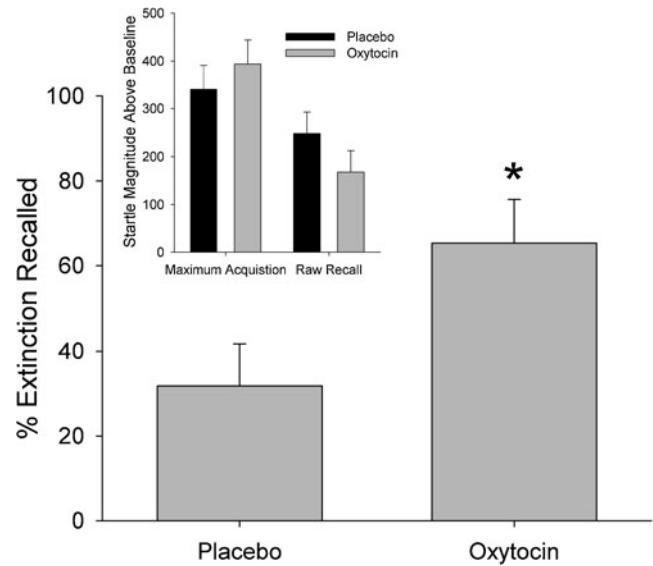 500
400
300
200
100
0
Startle Magnitude Above Baseline
Placebo
Oxytocin
Maximum Acquistion Raw Recall
100
80
60
40
20
0
% Extinction Recalled
*
Placebo Oxytocin